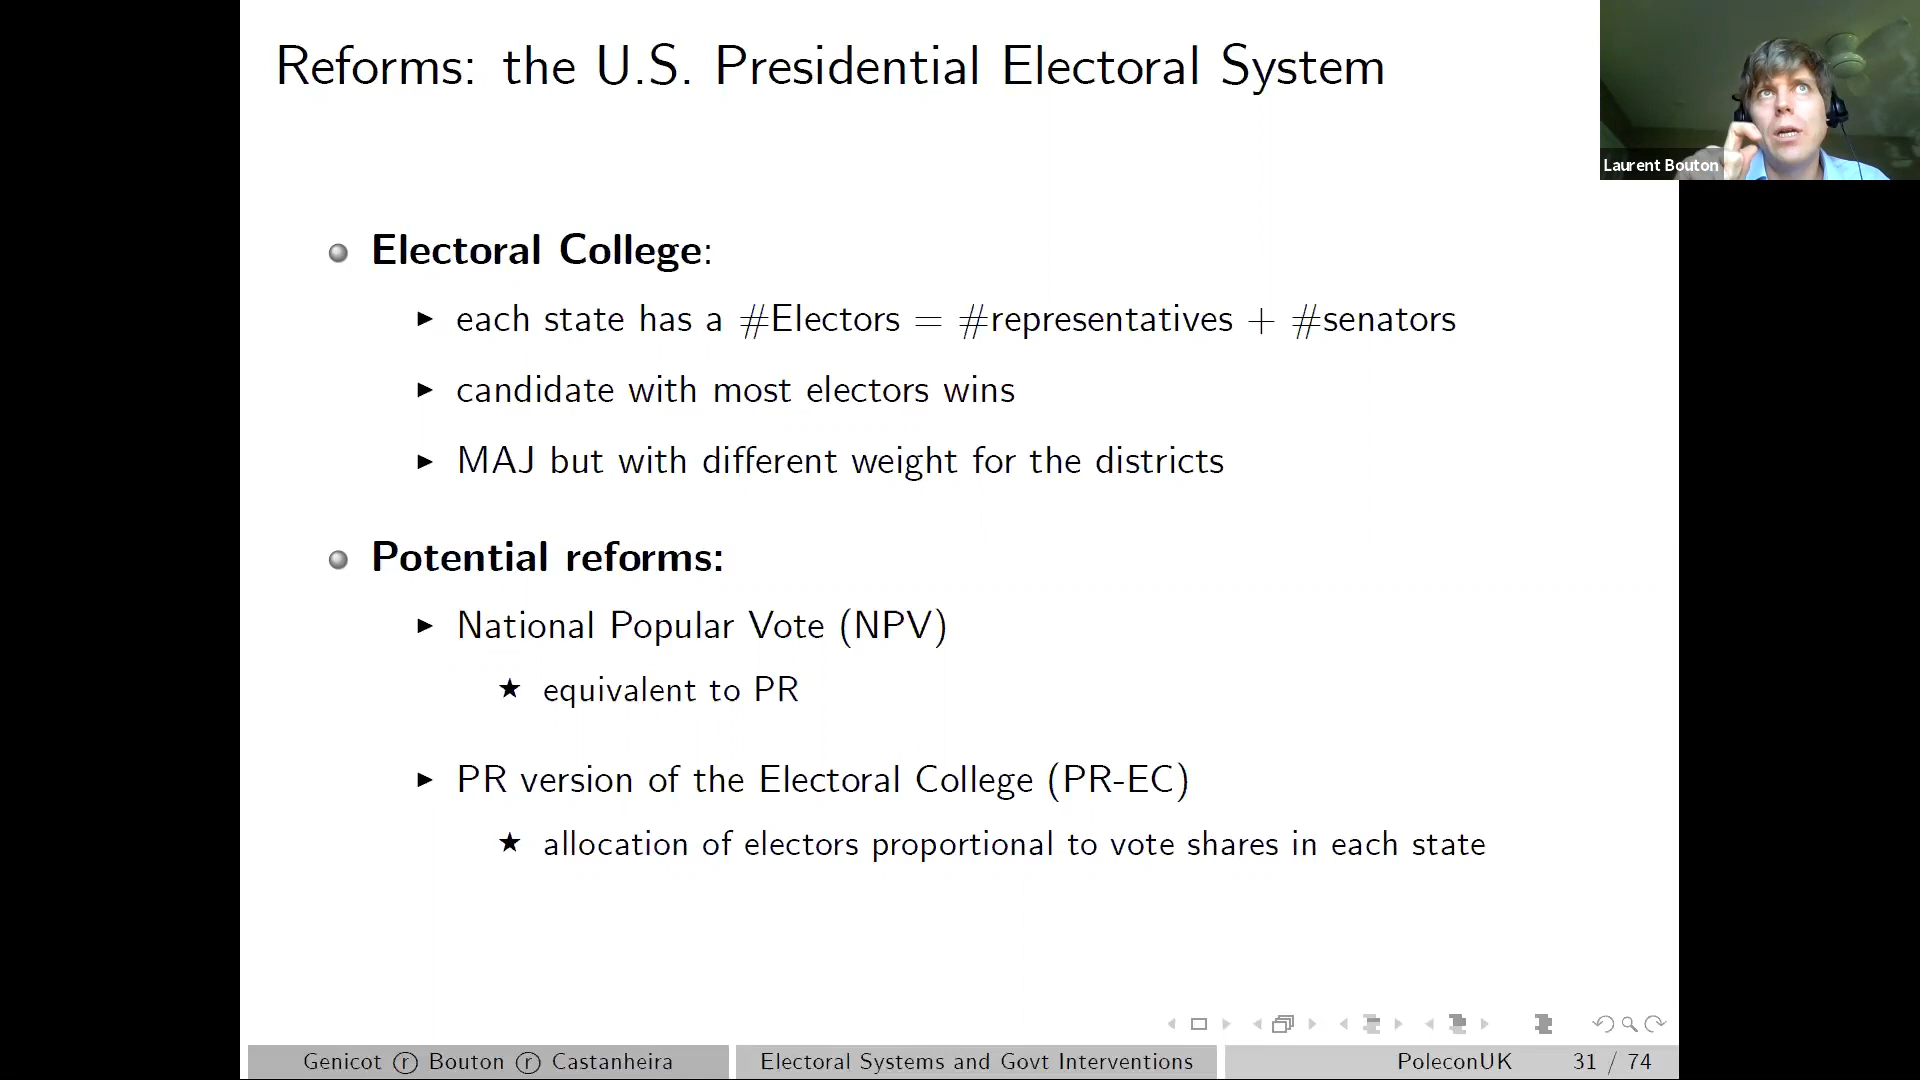 Reforms: the U.S. Presidential Electoral System
Laurent Bouton
Electoral College:
each state has a #Electors = #representatives + #senators
candidate with most electors wins
MAJ but with different weight for the districts
Potential reforms:
National Popular Vote (NPV)
equivalent to PR
PR version of the Electoral College (PR-EC)
allocation of electors proportional to vote shares in each state
Genicot ⓡ Bouton ⓡ Castanheira
Electoral Systems and Govt Interventions
PoleconUK 31 / 74